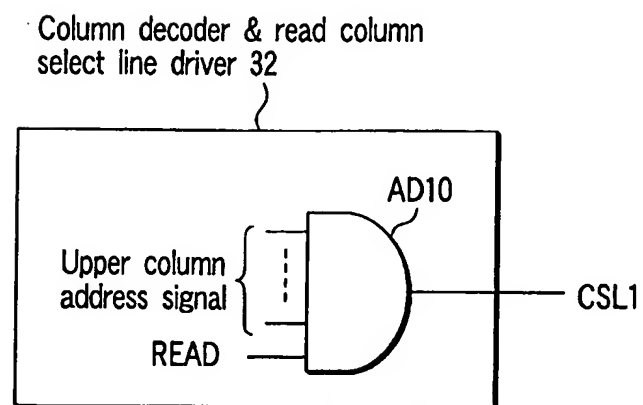 Column decoder & read column
select line driver 32
AD10
Upper column
address signal
READ
CSL1